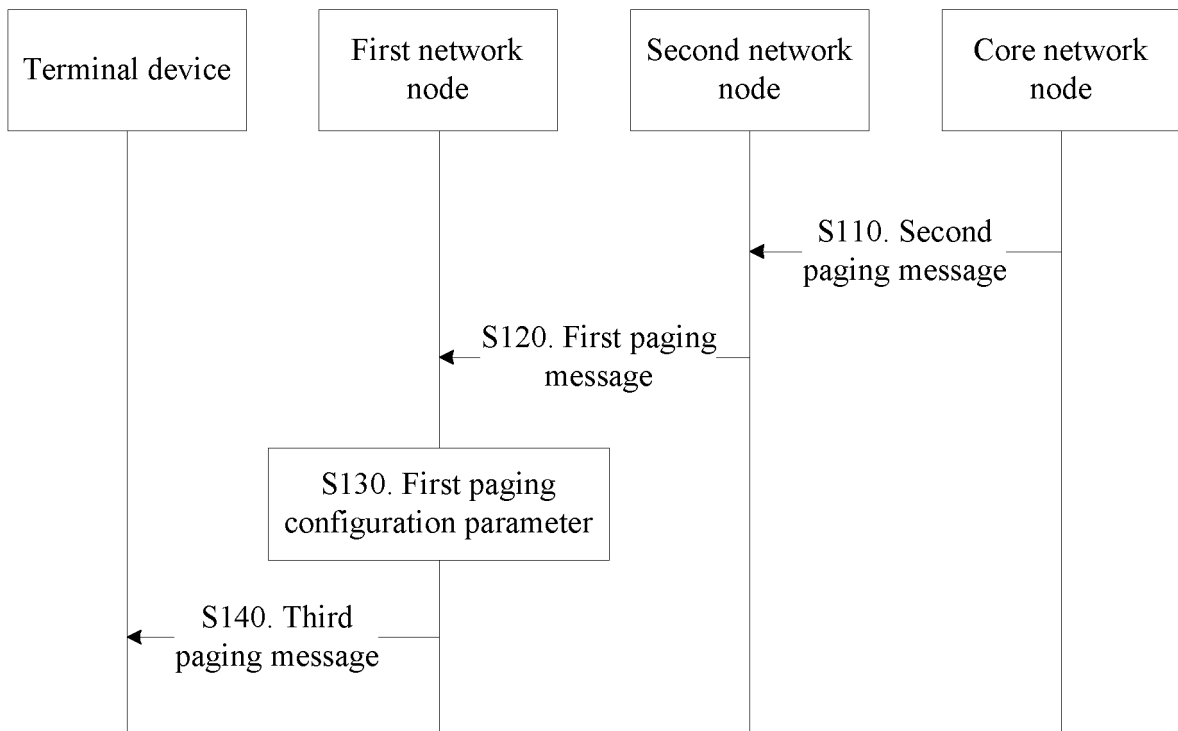 Terminal device
First network
node
Second network
node
Core network
node
S110. Second
paging message
S120. First paging
message
S130. First paging
configuration parameter
S140. Third
paging message